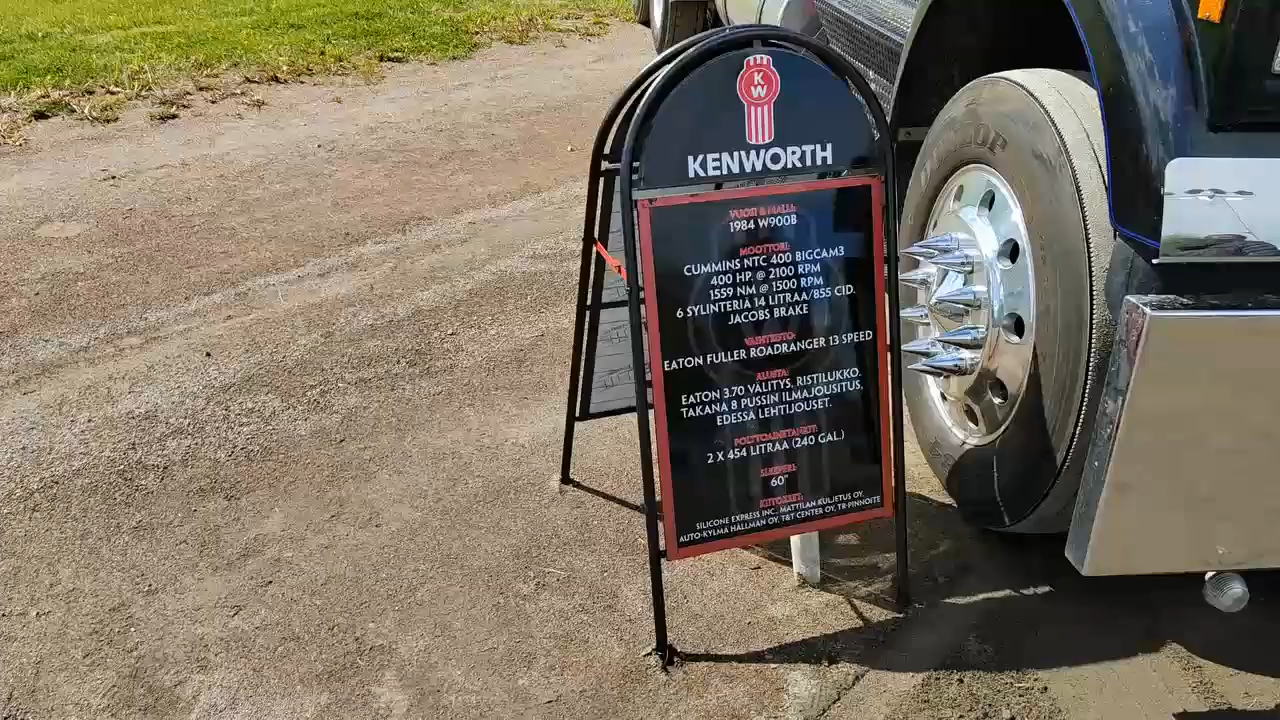 KW
KENWORTH
VUOSI & MALLI:
1984 W900B
MOOTTORI:
CUMMINS NTC 400 BIGCAM3
400 HP. @ 2100 RPM
1559 NM @ 1500 RPM
6 SYLINTERIÄ 14 LITRAA/855 CID.
JACOBS BRAKE
VAIHTEISTO:
EATON FULLER ROADRANGER 13 SPEED
ALUSTA:
EATON 3.70 VÄLITYS, RISTILUKKO.
TAKANA 8 PUSSIN ILMAJOUSITUS,
EDESSÄ LEHTIJOUSET.
POLTTOAINETANKIT:
2 X 454 LITRAA (240 GAL.)
SLEEPERI:
60"
KIITOKSET:
SILICONE EXPRESS INC. MATTILAN KULJETUS OY.
AUTO-KYLMÄ HÄLLMAN OY, T&T CENTER OY, TR-PINNOITE
DUNLOP